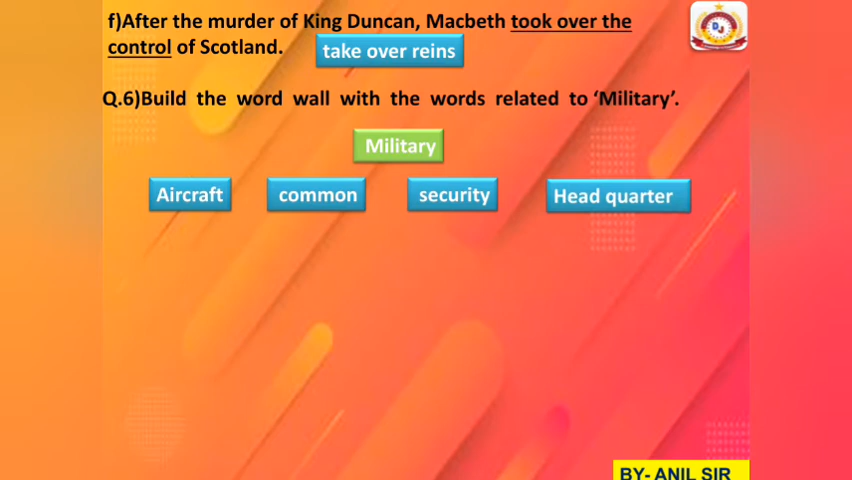 f)After the murder of King Duncan, Macbeth took over the
control of Scotland.
take over reins
Q.6)Build the word wall with the words related to ‘Military’.
Military
Aircraft common security Head quarter
DJ
BY- ANIL SIR